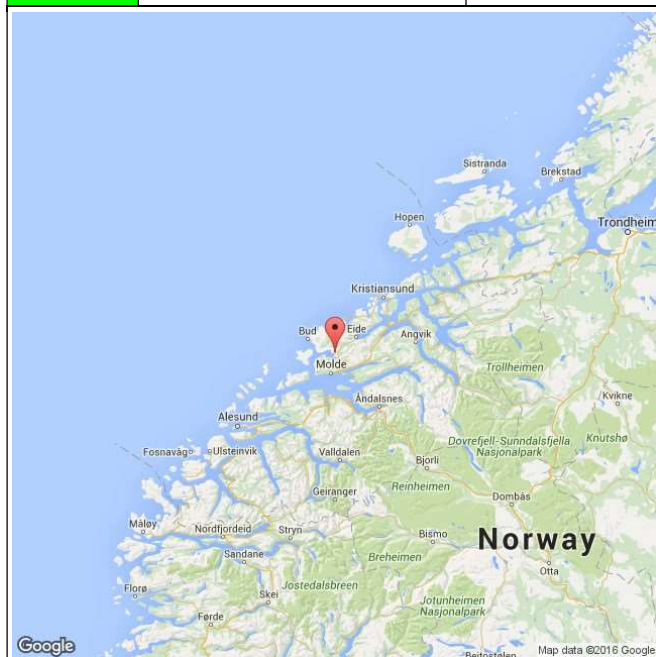 Sistranda
Brekstad
Hopen
Trondheim
Kristiansund
Bud
Eide
Angvik
Molde
Trollheimen
Åndalsnes
Kvikne
Alesund
Fosnavåg
Ulsteinvik
Dovrefjell-Sunndalsfjella
Nasjonalpark
Knutshø
Valldalen
Bjorli
Reinheimen
Geiranger
Dombås
Måløy
Nordfjordeid
Stryn
Bismo
Norway
Sandane
Breheimen
Otta
Jostedalsbreen
Florø
Skei
Jotunheimen
Nasjonalpark
Førde
Beitostølen
Google
Map data ©2016 Google